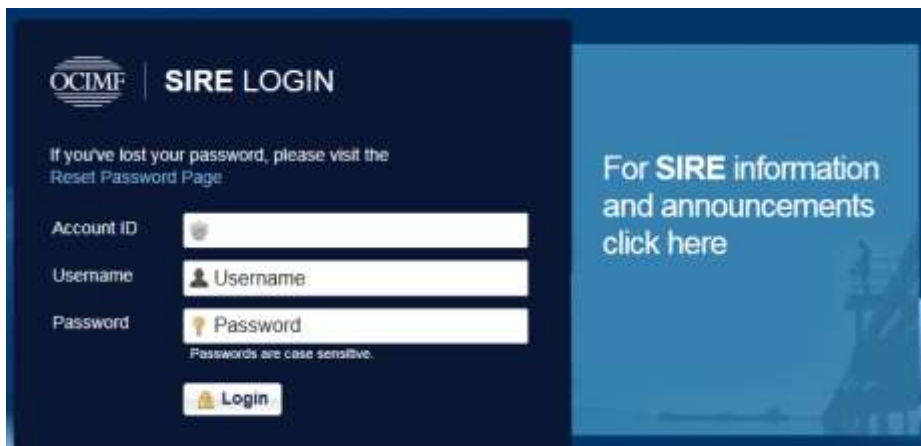 OCIMF
SIRE LOGIN
If you've lost your password, please visit the
Reset Password Page
Account ID
Username
Username
Password
Password
Passwords are case sensitive.
Login
For SIRE information
and announcements
click here